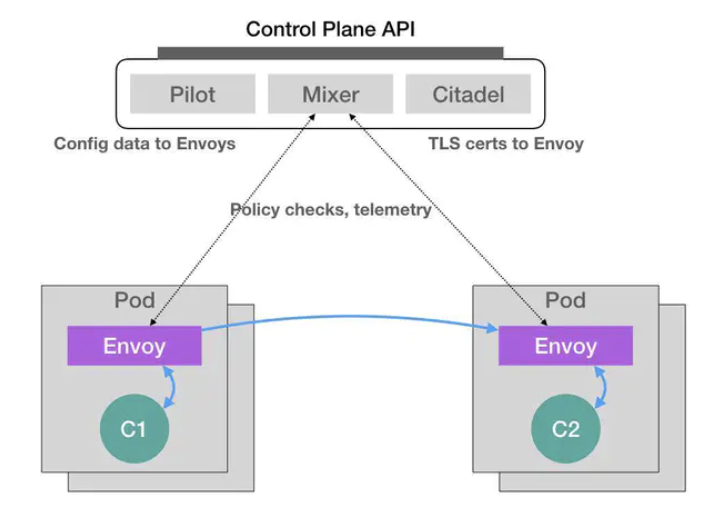 Control Plane API
Pilot
Mixer
Citadel
Config data to Envoys
TLS certs to Envoy
Policy checks, telemetry
Pod
Pod
Envoy
Envoy
C1
C2